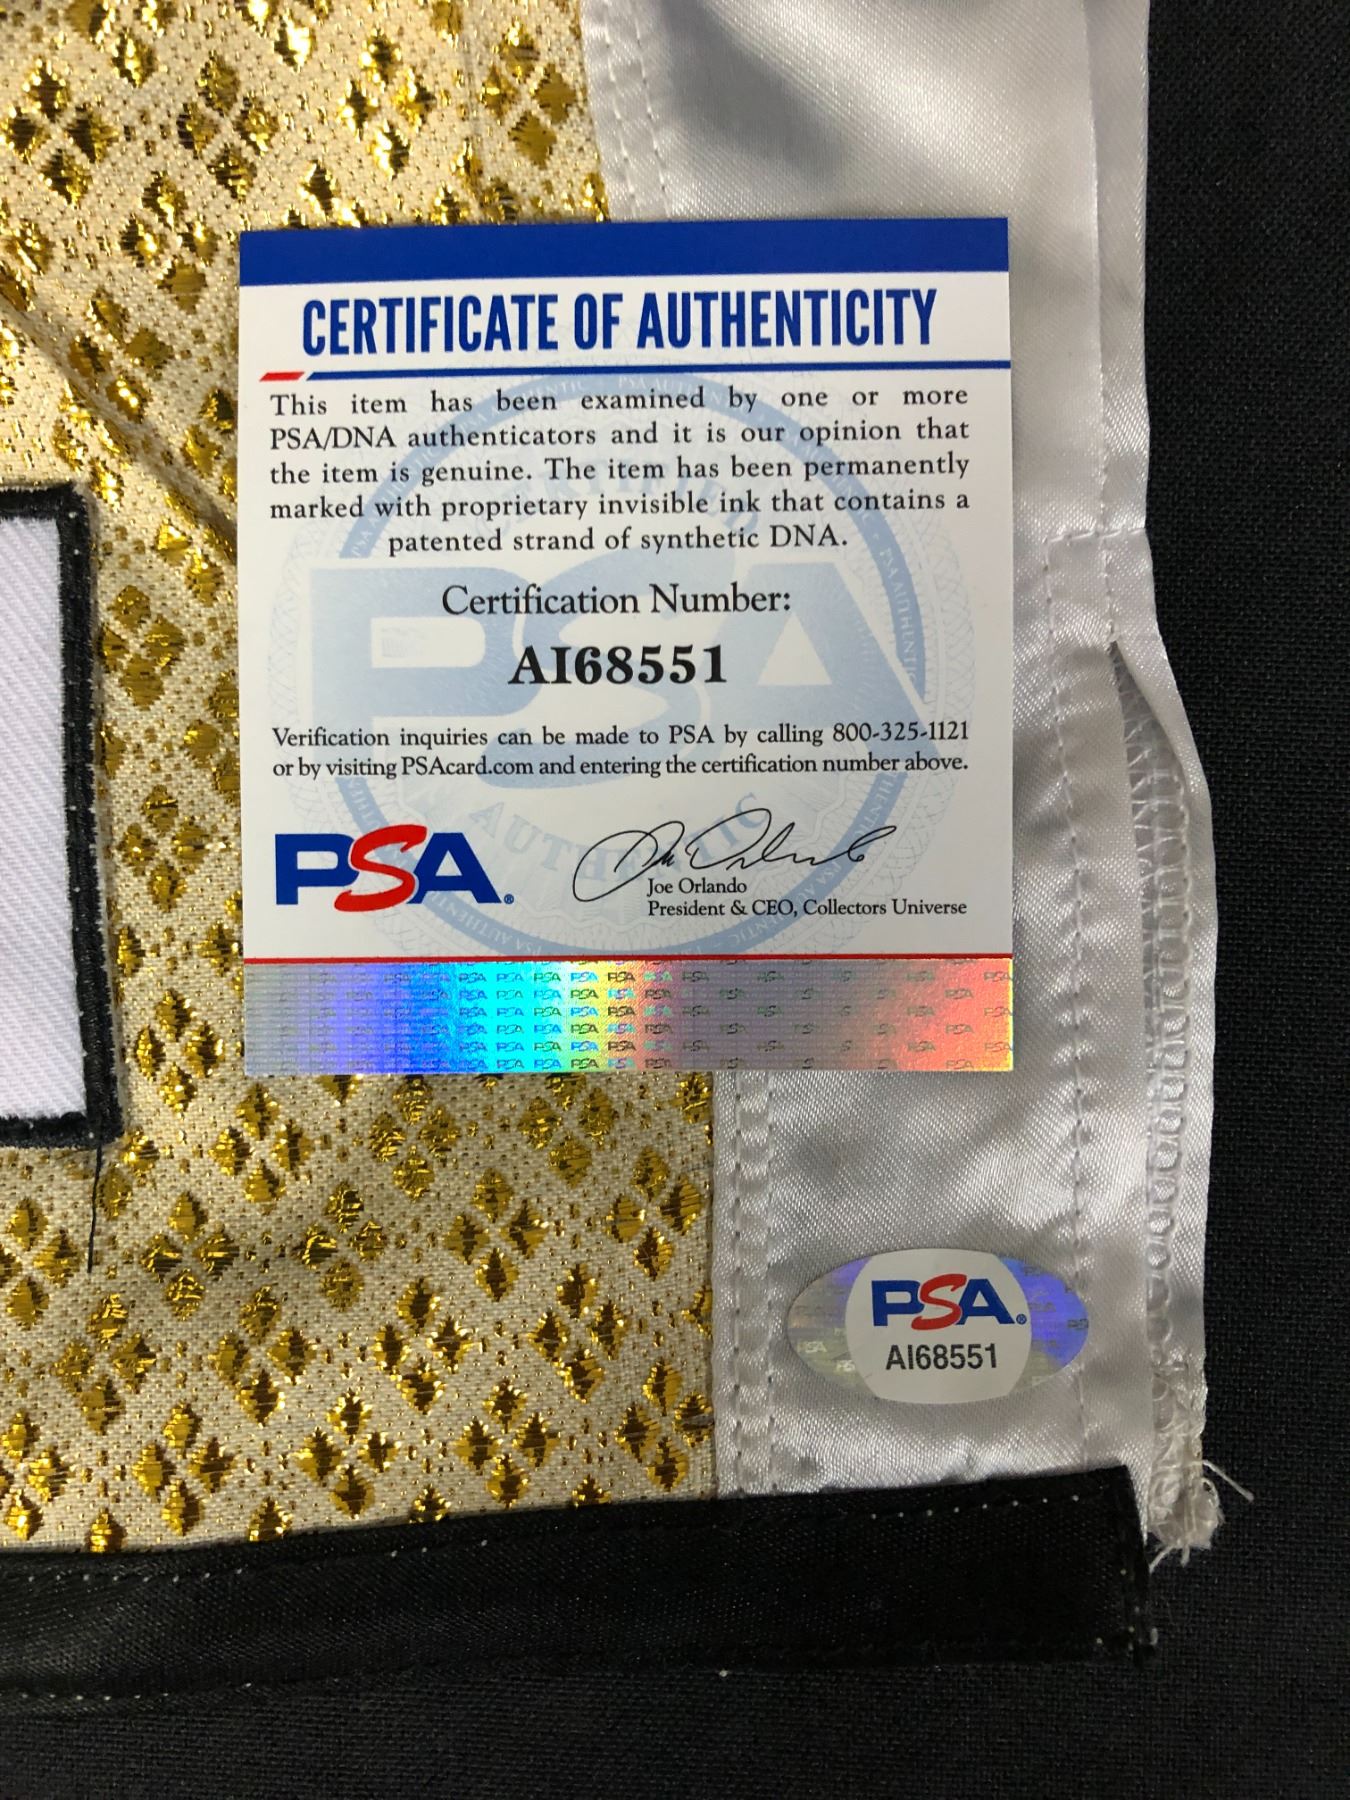 CERTIFICATE OF AUTHENTICITY
This item has been examined by one or more
PSA/DNA authenticators and it is our opinion that
the item is genuine. The item has been permanently
marked with proprietary invisible ink that contains a
patented strand of synthetic DNA.
Certification Number:
AI68551
Verification inquiries can be made to PSA by calling 800-325-1121
or by visiting PSAcard.com and entering the certification number above.
PSA®
Joe Orlando
President & CEO, Collectors Universe
PSA®
AI68551